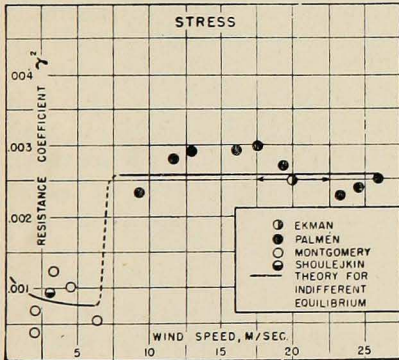 STRESS
RESISTANCE COEFFICIENT γ²
.004
.003
.002
.001
EKMAN
PALMÉN
MONTGOMERY
SHOULEJKIN
THEORY FOR
INDIFFERENT
EQUILIBRIUM
WIND SPEED, M/SEC.
5
10
15
20
25